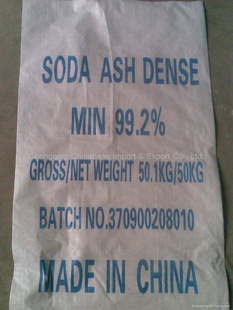 SODA ASH DENSE
MIN 99.2%
GROSS/NET WEIGHT 50.1KG/50KG
BATCH NO.370900208010
MADE IN CHINA